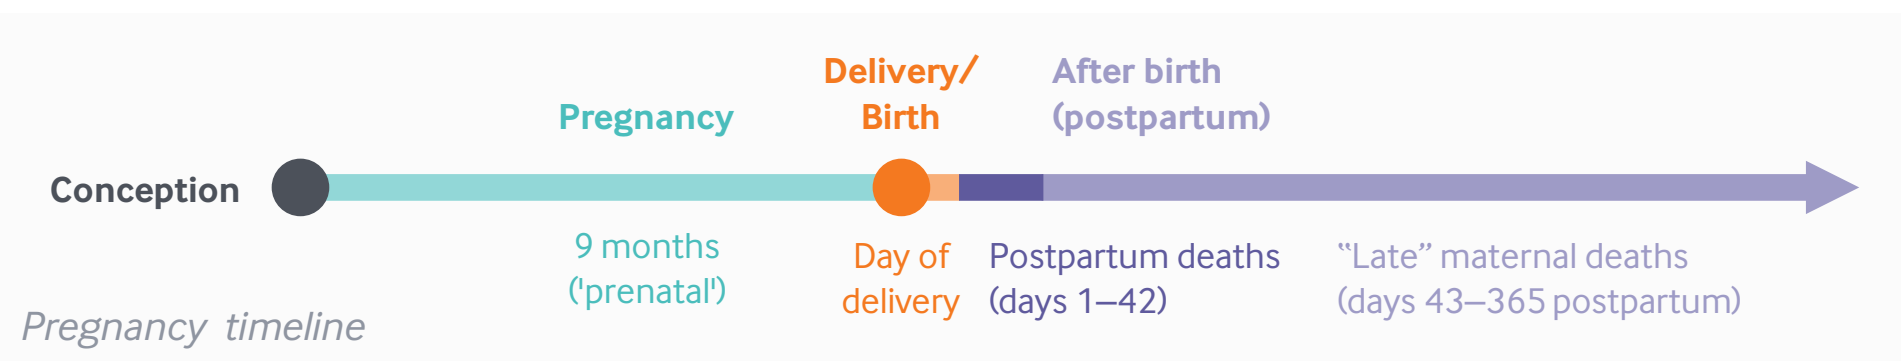 Delivery/
Birth
After birth
(postpartum)
Pregnancy
Conception
9 months
('prenatal')
Day of
delivery
Postpartum deaths
(days 1–42)
“Late” maternal deaths
(days 43–365 postpartum)
Pregnancy timeline